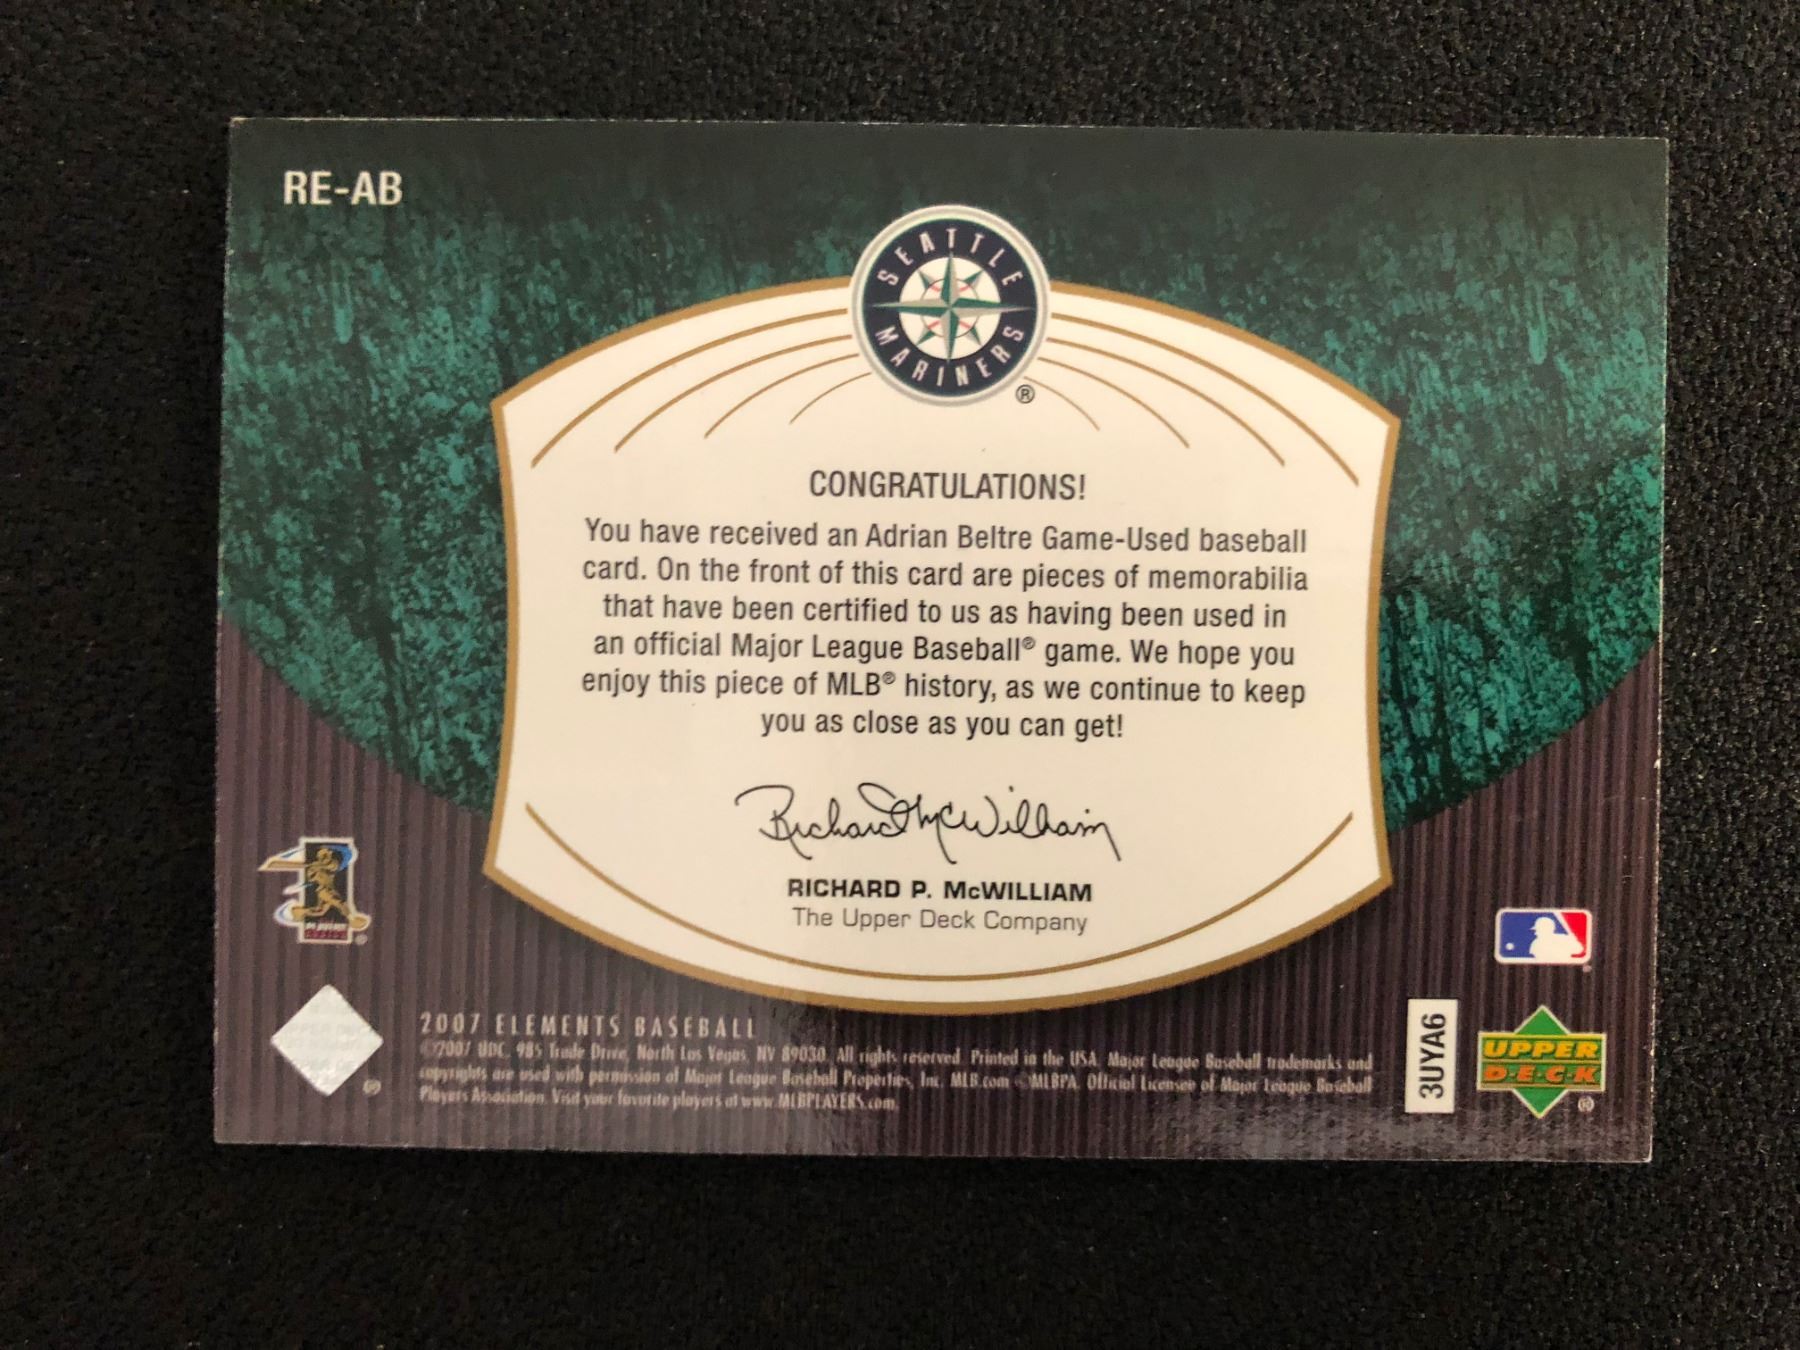 RE-AB
SEATTLE
MARINERS
®
CONGRATULATIONS!
You have received an Adrian Beltre Game-Used baseball
card. On the front of this card are pieces of memorabilia
that have been certified to us as having been used in
an official Major League Baseball® game. We hope you
enjoy this piece of MLB® history, as we continue to keep
you as close as you can get!
Richard McWilliam
RICHARD P. McWILLIAM
The Upper Deck Company
2007 ELEMENTS BASEBALL
©2007 UDC, 985 Trade Drive, North Las Vegas, NV 89030. All rights reserved. Printed in the USA. Major League Baseball trademarks and
copyrights are used with permission of Major League Baseball Properties, Inc. MLB.com ©MLBPA. Official Licensee of Major League Baseball
Players Association. Visit your favorite players at www.MLBPLAYERS.com.
3UYA6
UPPER
D.E.C.K
®